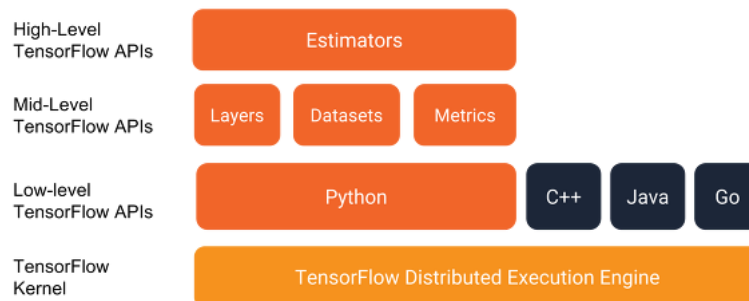 High-Level
TensorFlow APIs
Estimators
Mid-Level
TensorFlow APIs
Layers
Datasets
Metrics
Low-level
TensorFlow APIs
Python
C++
Java
Go
TensorFlow
Kernel
TensorFlow Distributed Execution Engine